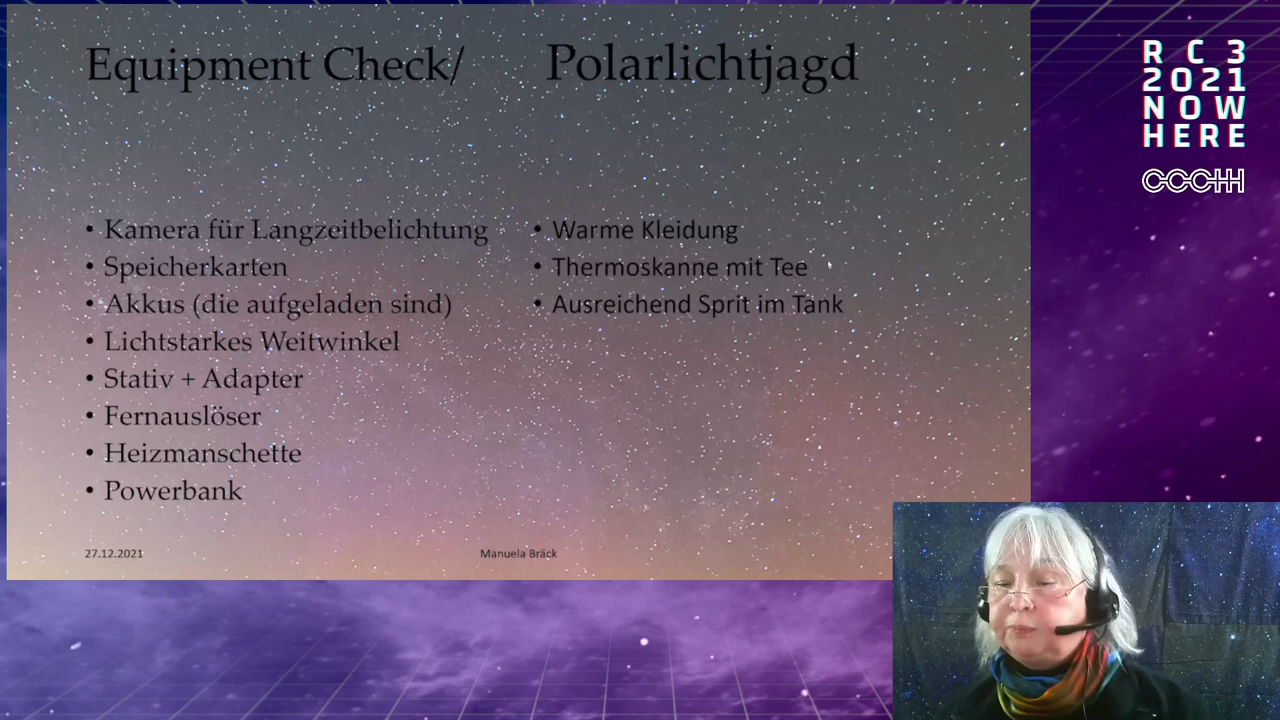 Equipment Check/ Polarlichtjagd
• Kamera für Langzeitbelichtung
• Speicherkarten
• Akkus (die aufgeladen sind)
• Lichtstarkes Weitwinkel
• Stativ + Adapter
• Fernauslöser
• Heizmanschette
• Powerbank
• Warme Kleidung
• Thermoskanne mit Tee
• Ausreichend Sprit im Tank
27.12.2021
Manuela Bräck
RC3
2021
NOW
HERE
CCCHH